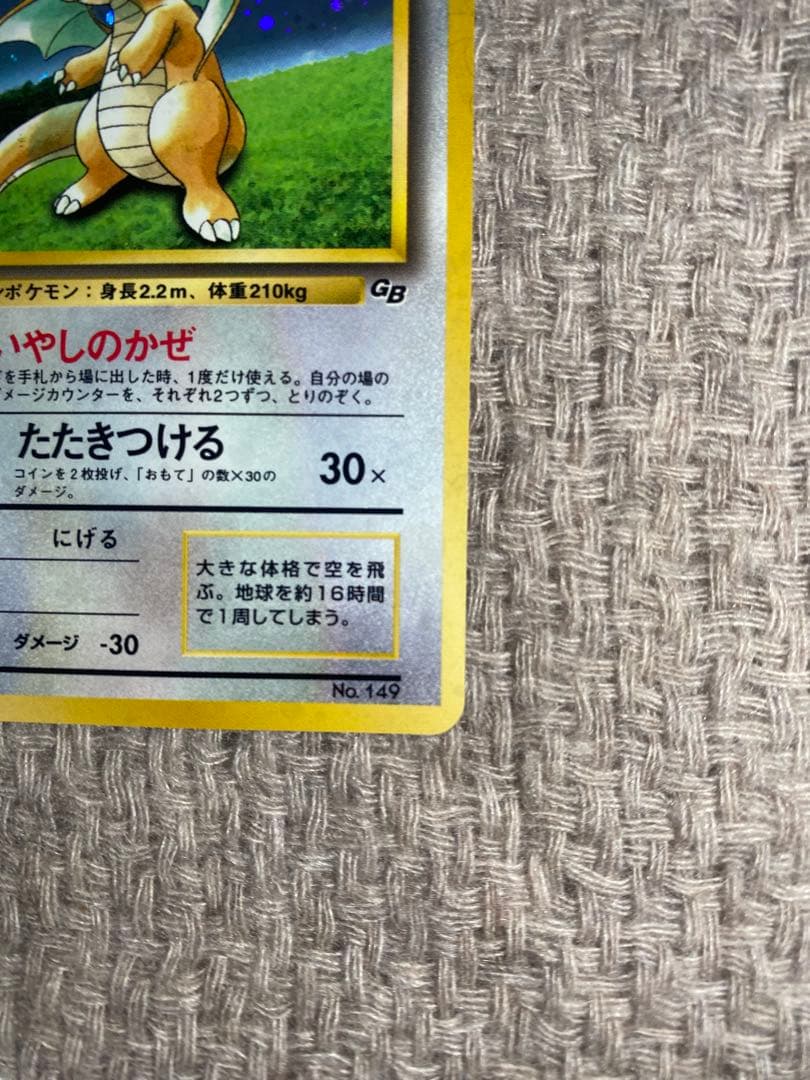 ンポケモン：身長2.2m、体重210kg
GB
いやしのかぜ
を手札から場に出した時、1度だけ使える。自分の場の
メージカウンターを、それぞれ2つずつ、とりのぞく。
たたきつける
コインを2枚投げ、「おもて」の数×30の
ダメージ。
30×
にげる
大きな体格で空を飛
ぶ。地球を約16時間
で1周してしまう。
ダメージ -30
No. 149